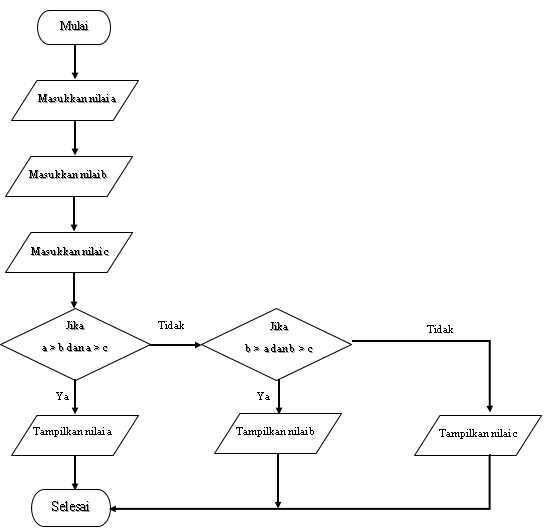 Mulai
Masukkan nilai a
Masukkan nilai b
Masukkan nilai c
Jika
a > b dan a > c
Tidak
Jika
b > a dan b > c
Tidak
Ya
Ya
Tampilkan nilai a
Tampilkan nilai b
Tampilkan nilai c
Selesai